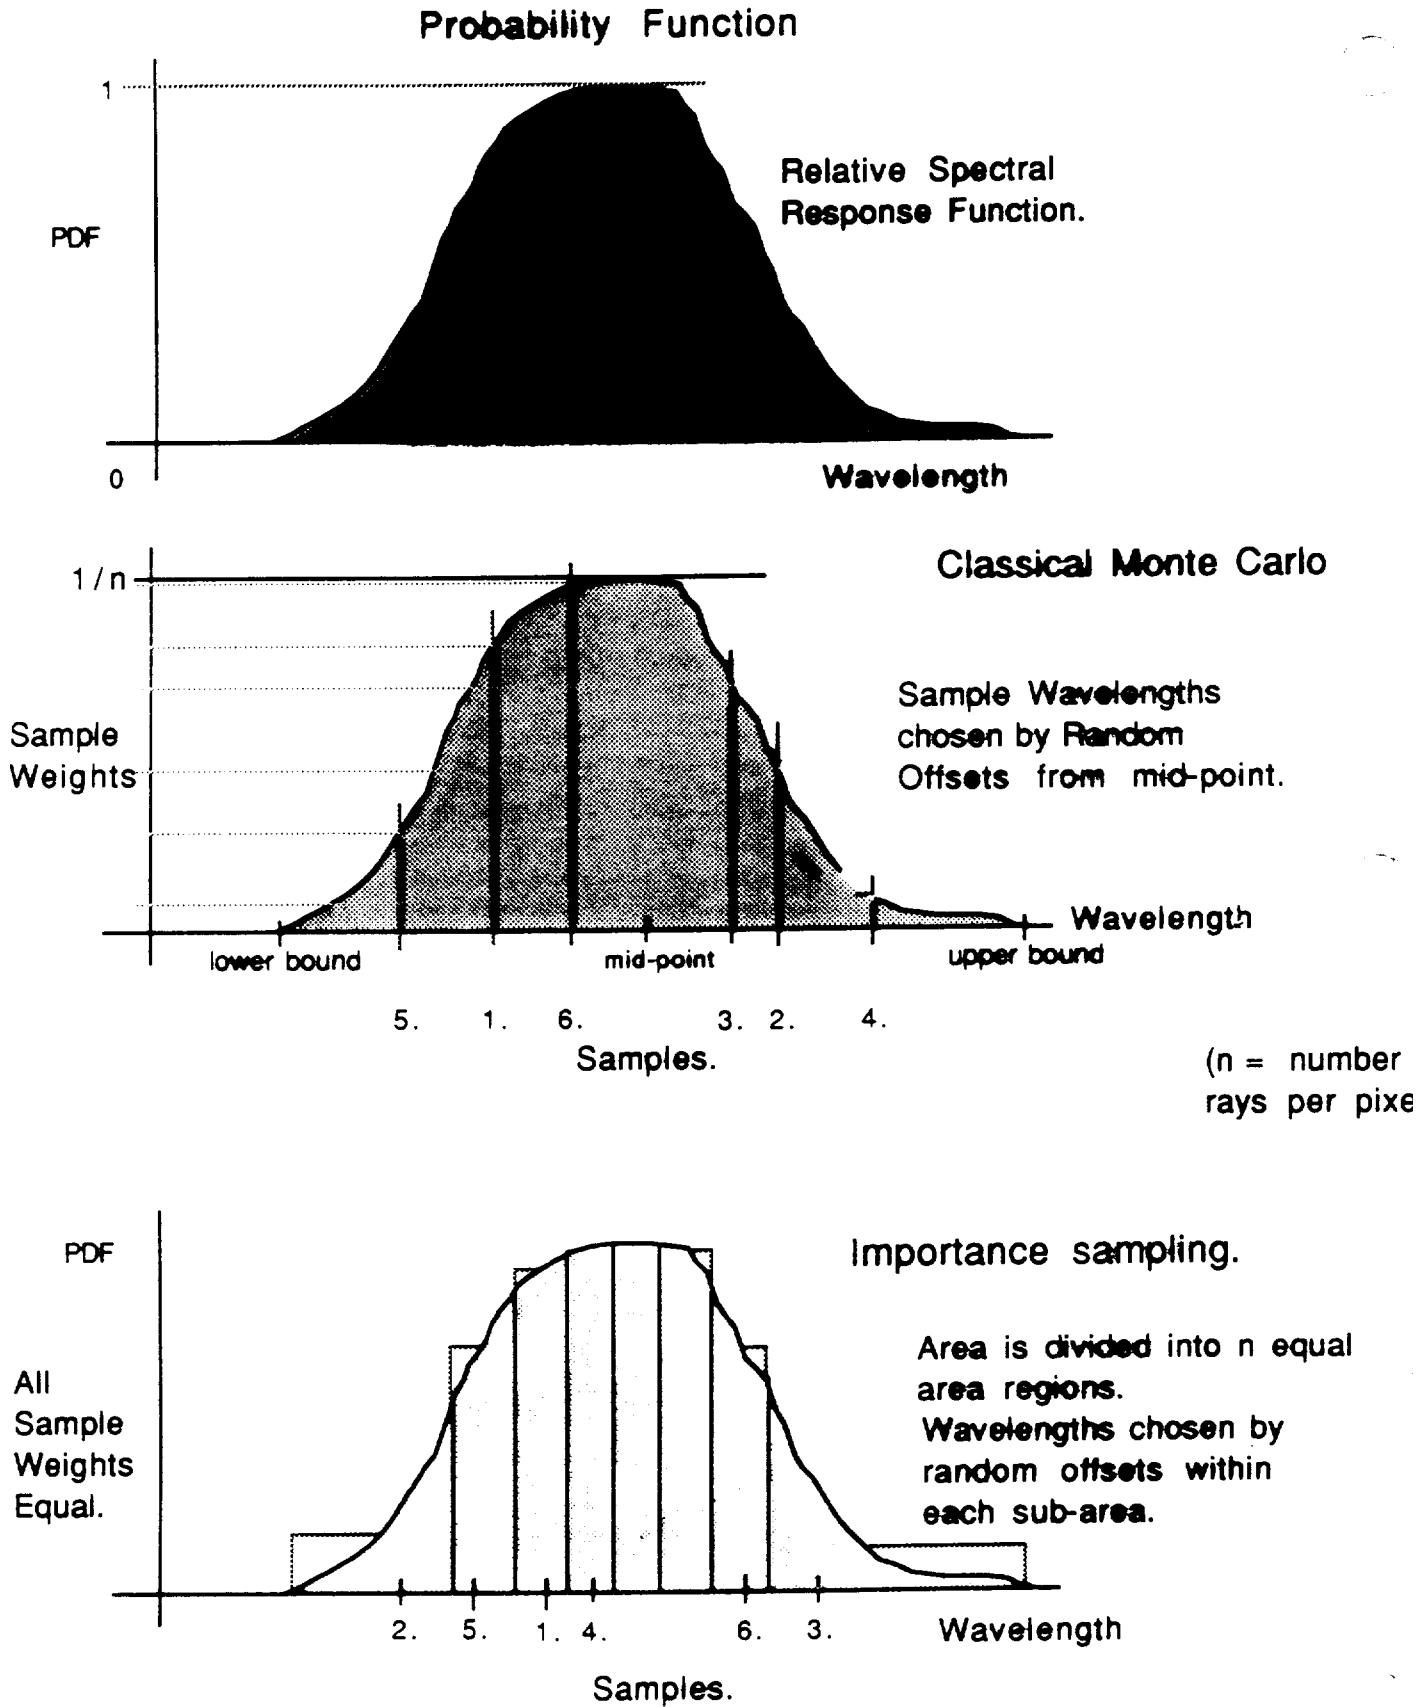 Probability Function
1
Relative Spectral
Response Function.
PDF
0
Wavelength
1/n
Classical Monte Carlo
Sample Wavelengths
chosen by Random
Offsets from mid-point.
Sample
Weights
Wavelength
lower bound
mid-point
upper bound
5. 1. 6. 3. 2. 4.
Samples.
(n = number
rays per pixe
PDF
Importance sampling.
Area is divided into n equal
area regions.
Wavelengths chosen by
random offsets within
each sub-area.
All
Sample
Weights
Equal.
2. 5. 1. 4. 6. 3.
Wavelength
Samples.